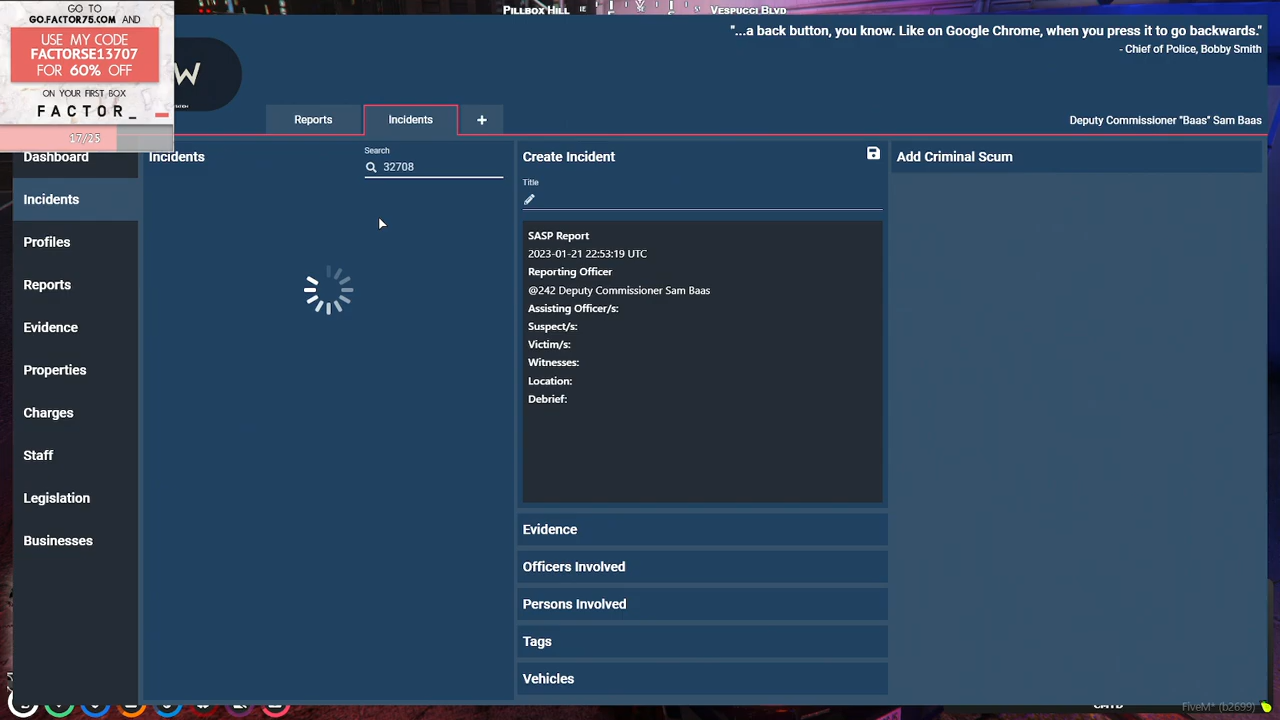 Pillbox Hill
Vespucci Blvd
GO TO
GO.FACTOR75.COM AND
USE MY CODE
FACTORSE13707
FOR 60% OFF
ON YOUR FIRST BOX
FACTOR_
17/25
W
"...a back button, you know. Like on Google Chrome, when you press it to go backwards."
- Chief of Police, Bobby Smith
Reports
Incidents
+
Deputy Commissioner "Baas" Sam Baas
Dashboard
Incidents
Profiles
Reports
Evidence
Properties
Charges
Staff
Legislation
Businesses
Incidents
Search
32708
Create Incident
Title
SASP Report
2023-01-21 22:53:19 UTC
Reporting Officer
@242 Deputy Commissioner Sam Baas
Assisting Officer/s:
Suspect/s:
Victim/s:
Witnesses:
Location:
Debrief:
Evidence
Officers Involved
Persons Involved
Tags
Vehicles
Add Criminal Scum
FiveM* (b2699)